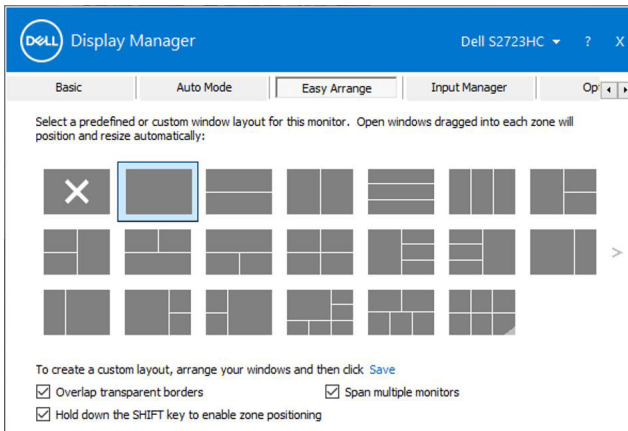 DELL Display Manager Dell S2723HC ? X
Basic Auto Mode Easy Arrange Input Manager Op
Select a predefined or custom window layout for this monitor. Open windows dragged into each zone will
position and resize automatically:
To create a custom layout, arrange your windows and then click Save
Overlap transparent borders Span multiple monitors
Hold down the SHIFT key to enable zone positioning